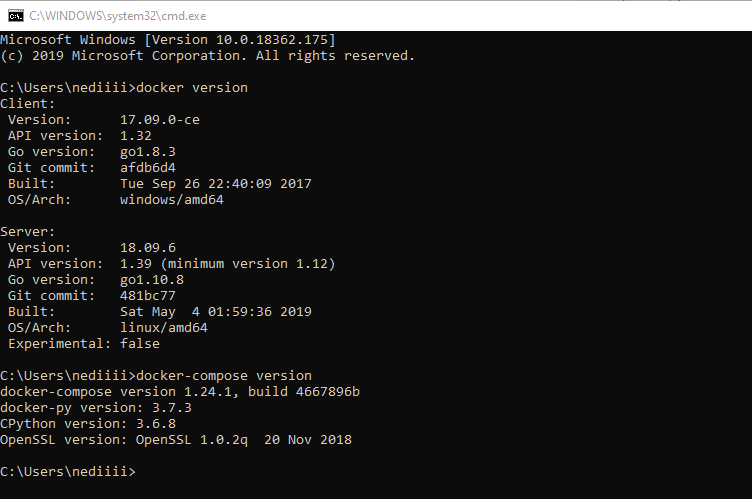 C:\WINDOWS\system32\cmd.exe
Microsoft Windows [Version 10.0.18362.175]
(c) 2019 Microsoft Corporation. All rights reserved.
C:\Users\nediiii>docker version
Client:
Version: 17.09.0-ce
API version: 1.32
Go version: go1.8.3
Git commit: afdb6d4
Built: Tue Sep 26 22:40:09 2017
OS/Arch: windows/amd64
Server:
Version: 18.09.6
API version: 1.39 (minimum version 1.12)
Go version: go1.10.8
Git commit: 481bc77
Built: Sat May  4 01:59:36 2019
OS/Arch: linux/amd64
Experimental: false
C:\Users\nediiii>docker-compose version
docker-compose version 1.24.1, build 4667896b
docker-py version: 3.7.3
CPython version: 3.6.8
OpenSSL version: OpenSSL 1.0.2q  20 Nov 2018
C:\Users\nediiii>